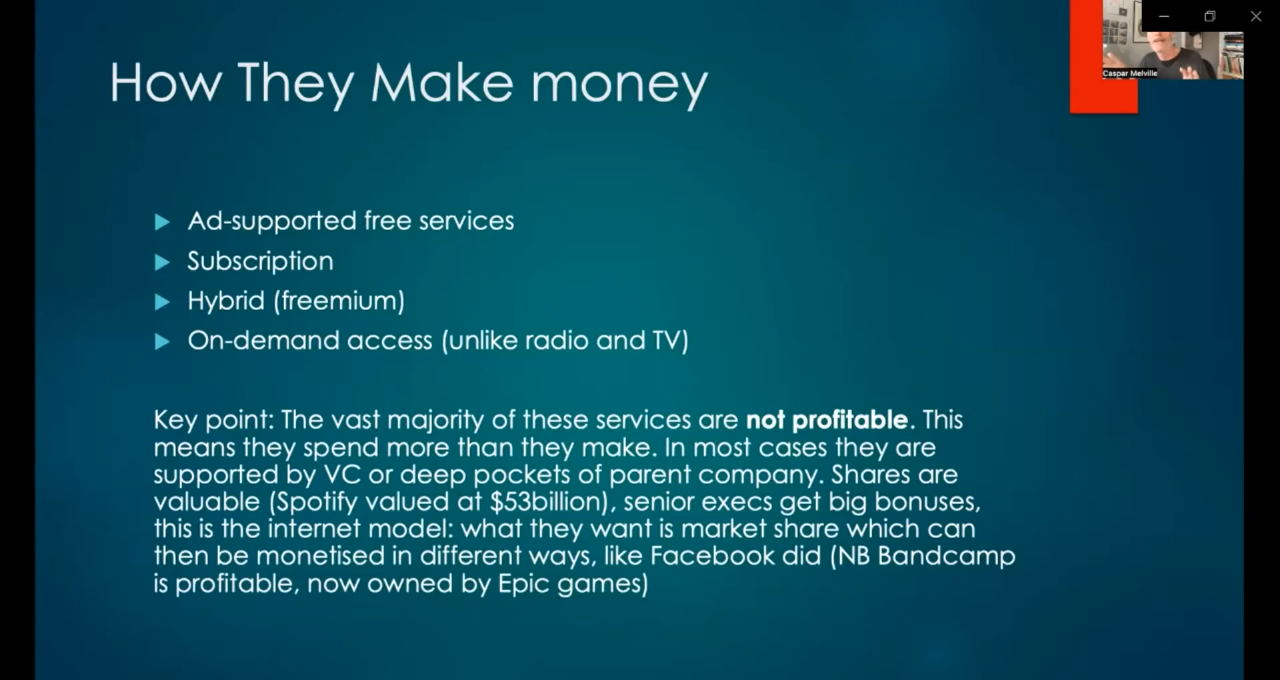 How They Make money
Caspar Melville
Ad-supported free services
Subscription
Hybrid (freemium)
On-demand access (unlike radio and TV)
Key point: The vast majority of these services are not profitable. This
means they spend more than they make. In most cases they are
supported by VC or deep pockets of parent company. Shares are
valuable (Spotify valued at $53billion), senior execs get big bonuses,
this is the internet model: what they want is market share which can
then be monetised in different ways, like Facebook did (NB Bandcamp
is profitable, now owned by Epic games)